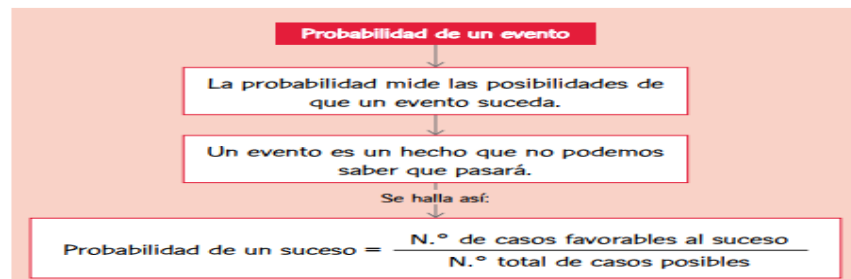 Probabilidad de un evento
La probabilidad mide las posibilidades de
que un evento suceda.
Un evento es un hecho que no podemos
saber que pasará.
Se halla así:
Probabilidad de un suceso = N.º de casos favorables al suceso
N.º total de casos posibles